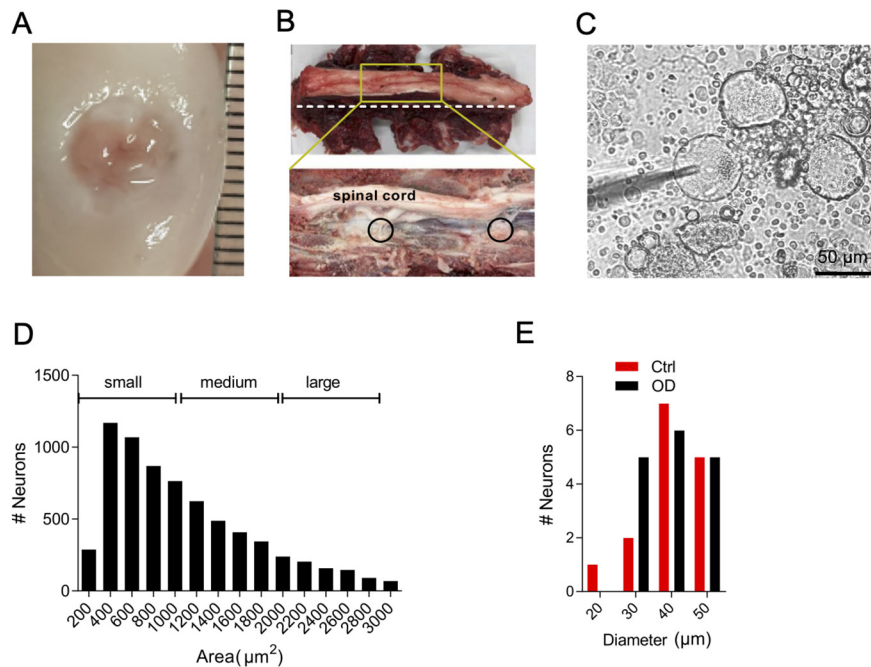 A
B
C
spinal cord
50 µm
D
1500
1000
500
0
# Neurons
small
medium
large
200
400
600
800
1000
1200
1400
1600
1800
2000
2200
2400
2600
2800
3000
Area(µm²)
E
Ctrl
OD
8
6
4
2
0
# Neurons
20
30
40
50
Diameter (µm)